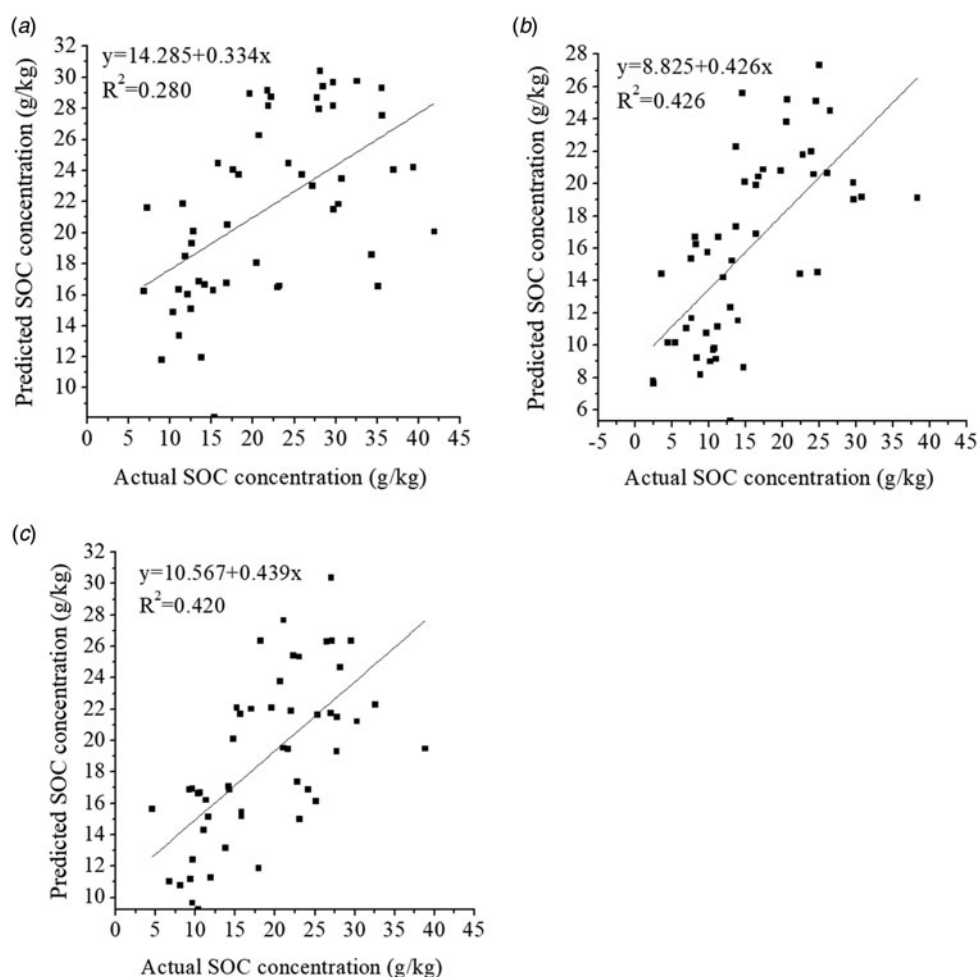 (a)
y=14.285+0.334x
R²=0.280
Predicted SOC concentration (g/kg)
32
30
28
26
24
22
20
18
16
14
12
10
0 5 10 15 20 25 30 35 40 45
Actual SOC concentration (g/kg)
(b)
y=8.825+0.426x
R²=0.426
Predicted SOC concentration (g/kg)
28
26
24
22
20
18
16
14
12
10
8
6
-5 0 5 10 15 20 25 30 35 40 45
Actual SOC concentration (g/kg)
(c)
y=10.567+0.439x
R²=0.420
Predicted SOC concentration (g/kg)
32
30
28
26
24
22
20
18
16
14
12
10
0 5 10 15 20 25 30 35 40 45
Actual SOC concentration (g/kg)